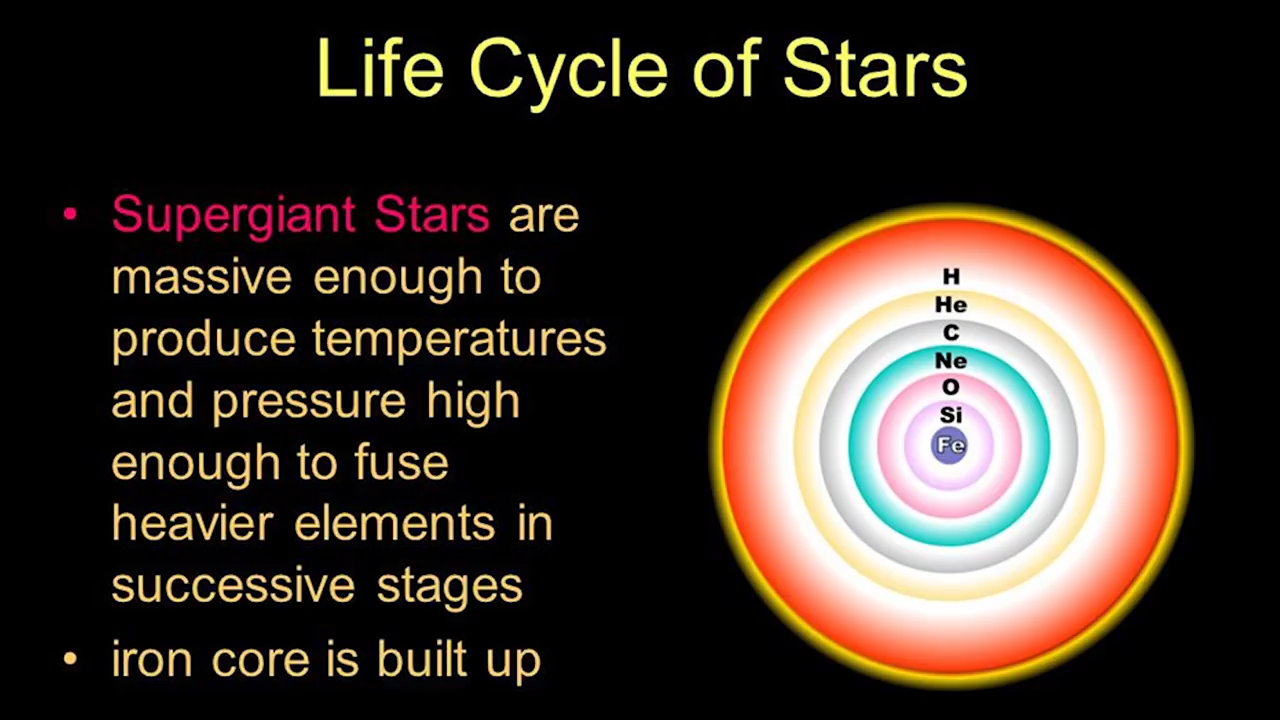 Life Cycle of Stars
• Supergiant Stars are
massive enough to
produce temperatures
and pressure high
enough to fuse
heavier elements in
successive stages
• iron core is built up
H
He
C
Ne
O
Si
Fe